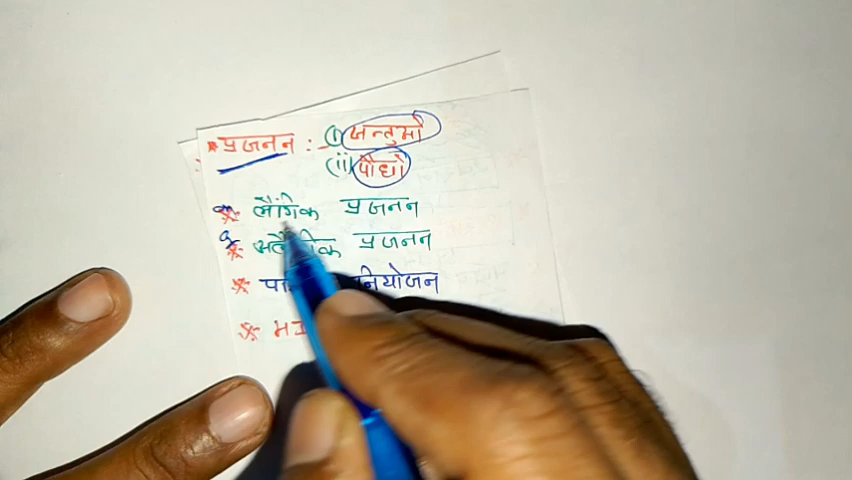 * प्रजनन :- (i) जन्तुओ
(ii) पौधो
* लैंगिक प्रजनन
* अलैंगिक प्रजनन
* नियोजन
*